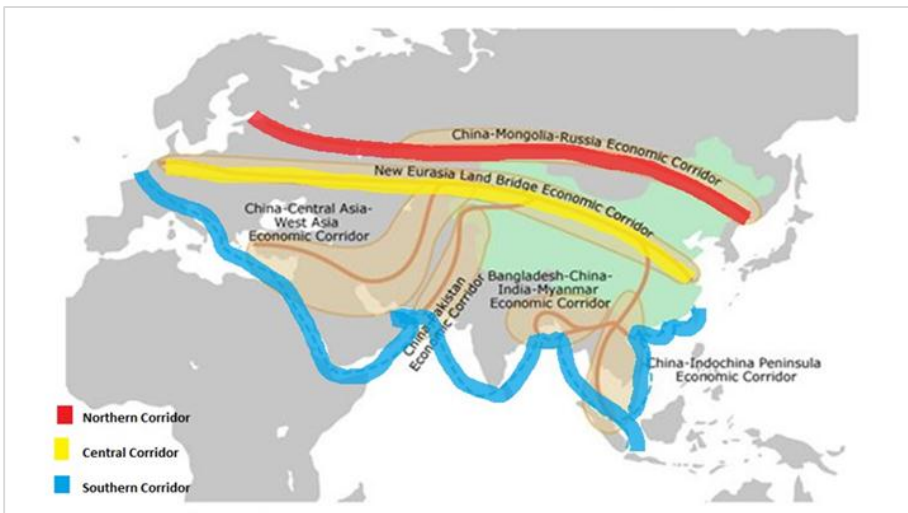 China-Mongolia-Russia Economic Corridor
New Eurasia Land Bridge Economic Corridor
China-Central Asia-
West Asia
Economic Corridor
China-Pakistan
Economic Corridor
Bangladesh-China-
India-Myanmar
Economic Corridor
China-Indochina Peninsula
Economic Corridor
Northern Corridor
Central Corridor
Southern Corridor